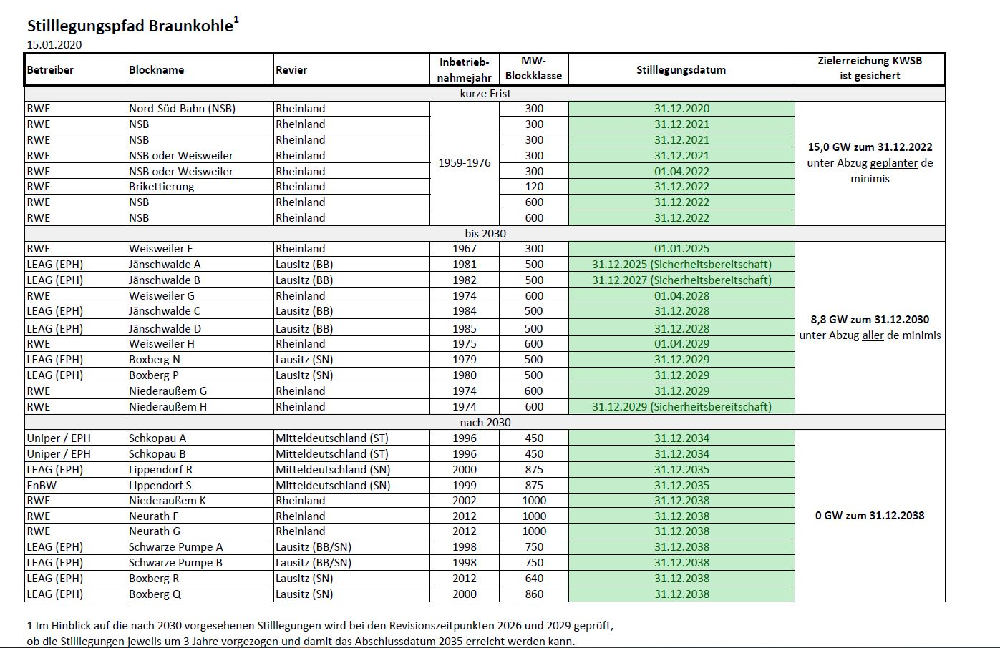 Stilllegungspfad Braunkohle1
15.01.2020
Betreiber Blockname Revier Inbetrieb- nahmejahr MW- Blockklasse Stilllegungsdatum Zielerreichung KWSB ist gesichert
kurze Frist
RWE Nord-Süd-Bahn (NSB) Rheinland 300 31.12.2020
RWE NSB Rheinland 300 31.12.2021
RWE NSB Rheinland 300 31.12.2021
RWE NSB oder Weisweiler Rheinland 300 31.12.2021
RWE NSB oder Weisweiler Rheinland 300 01.04.2022
RWE Brikettierung Rheinland 120 31.12.2022
RWE NSB Rheinland 600 31.12.2022
RWE NSB Rheinland 600 31.12.2022
1959-1976
15,0 GW zum 31.12.2022
unter Abzug geplanter de
minimis
bis 2030
RWE Weisweiler F Rheinland 1967 300 01.01.2025
LEAG (EPH) Jänschwalde A Lausitz (BB) 1981 500 31.12.2025 (Sicherheitsbereitschaft)
LEAG (EPH) Jänschwalde B Lausitz (BB) 1982 500 31.12.2027 (Sicherheitsbereitschaft)
RWE Weisweiler G Rheinland 1974 600 01.04.2028
LEAG (EPH) Jänschwalde C Lausitz (BB) 1984 500 31.12.2028
LEAG (EPH) Jänschwalde D Lausitz (BB) 1985 500 31.12.2028
RWE Weisweiler H Rheinland 1975 600 01.04.2029
LEAG (EPH) Boxberg N Lausitz (SN) 1979 500 31.12.2029
LEAG (EPH) Boxberg P Lausitz (SN) 1980 500 31.12.2029
RWE Niederaußem G Rheinland 1974 600 31.12.2029
RWE Niederaußem H Rheinland 1974 600 31.12.2029 (Sicherheitsbereitschaft)
8,8 GW zum 31.12.2030
unter Abzug aller de minimis
nach 2030
Uniper / EPH Schkopau A Mitteldeutschland (ST) 1996 450 31.12.2034
Uniper / EPH Schkopau B Mitteldeutschland (ST) 1996 450 31.12.2034
LEAG (EPH) Lippendorf R Mitteldeutschland (SN) 2000 875 31.12.2035
EnBW Lippendorf S Mitteldeutschland (SN) 1999 875 31.12.2035
RWE Niederaußem K Rheinland 2002 1000 31.12.2038
RWE Neurath F Rheinland 2012 1000 31.12.2038
RWE Neurath G Rheinland 2012 1000 31.12.2038
LEAG (EPH) Schwarze Pumpe A Lausitz (BB/SN) 1998 750 31.12.2038
LEAG (EPH) Schwarze Pumpe B Lausitz (BB/SN) 1998 750 31.12.2038
LEAG (EPH) Boxberg R Lausitz (SN) 2012 640 31.12.2038
LEAG (EPH) Boxberg Q Lausitz (SN) 2000 860 31.12.2038
0 GW zum 31.12.2038
1 Im Hinblick auf die nach 2030 vorgesehenen Stilllegungen wird bei den Revisionszeitpunkten 2026 und 2029 geprüft,
ob die Stilllegungen jeweils um 3 Jahre vorgezogen und damit das Abschlussdatum 2035 erreicht werden kann.